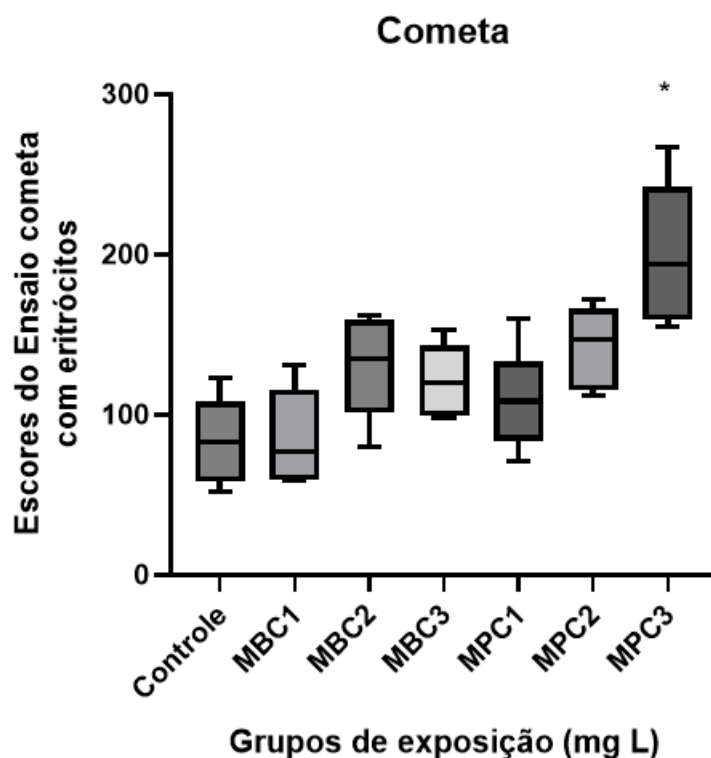 Cometa
*
300
200
100
0
Escores do Ensaio cometa
com eritrócitos
Controle
MBC1
MBC2
MBC3
MPC1
MPC2
MPC3
Grupos de exposição (mg L)